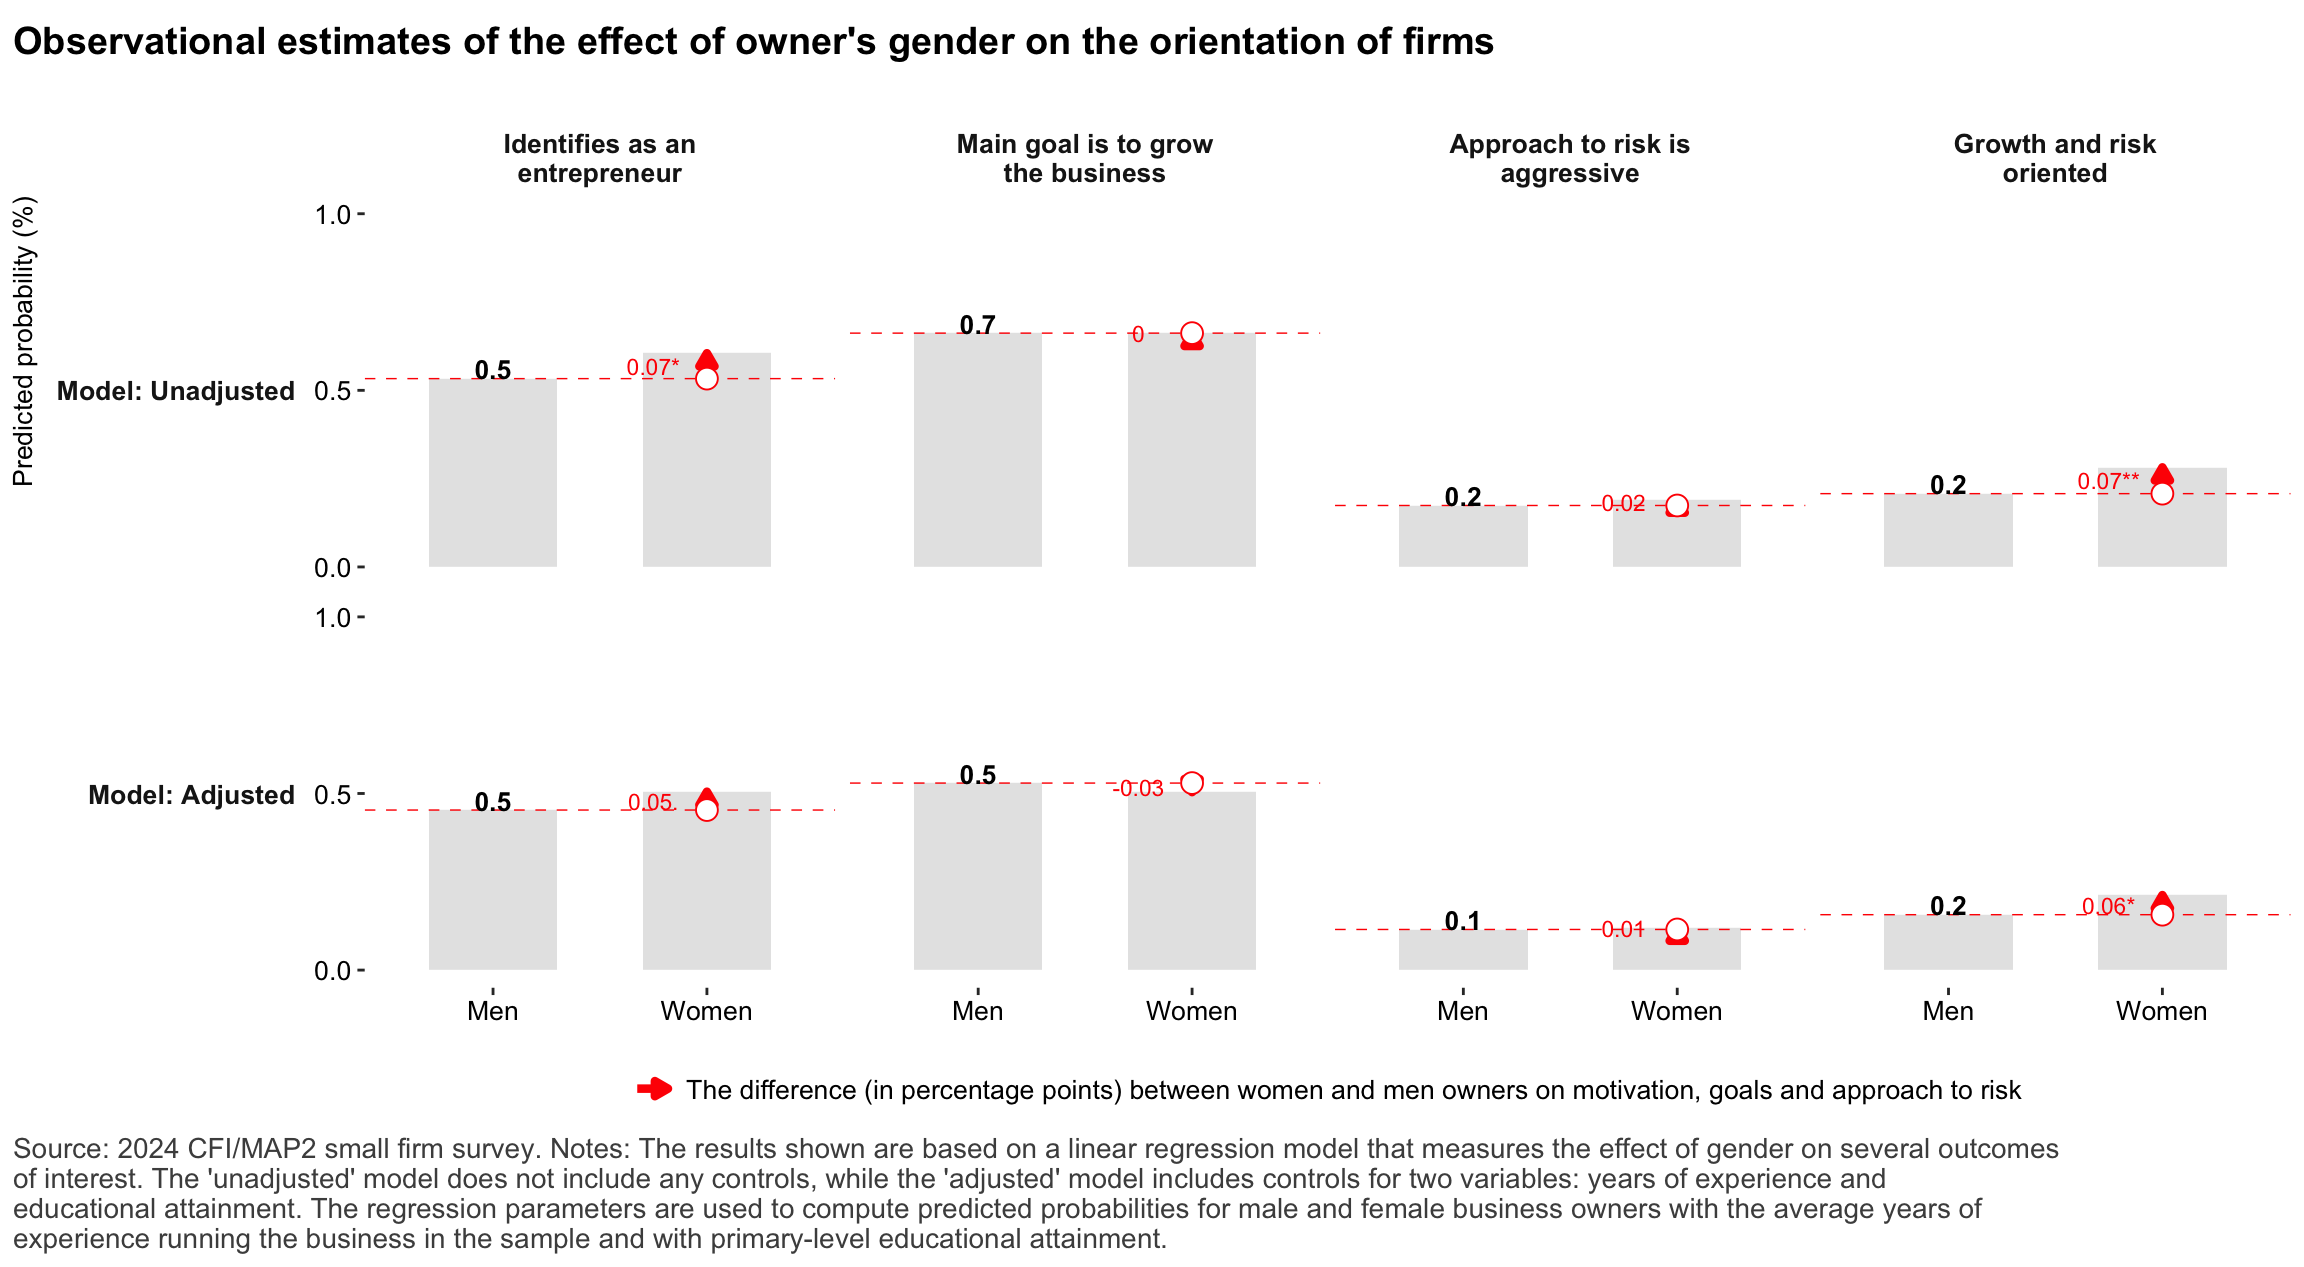 Observational estimates of the effect of owner's gender on the orientation of firms
Identifies as an
entrepreneur
Main goal is to grow
the business
Approach to risk is
aggressive
Growth and risk
oriented
Predicted probability (%)
Model: Unadjusted
1.0
0.5
0.0
0.5
0.07*
0.7
0
0.2
0.02
0.2
0.07**
Model: Adjusted
1.0
0.5
0.0
0.5
0.05.
0.5
-0.03
0.1
0.01
0.2
0.06*
Men Women Men Women Men Women Men Women
The difference (in percentage points) between women and men owners on motivation, goals and approach to risk
Source: 2024 CFI/MAP2 small firm survey. Notes: The results shown are based on a linear regression model that measures the effect of gender on several outcomes
of interest. The 'unadjusted' model does not include any controls, while the 'adjusted' model includes controls for two variables: years of experience and
educational attainment. The regression parameters are used to compute predicted probabilities for male and female business owners with the average years of
experience running the business in the sample and with primary-level educational attainment.